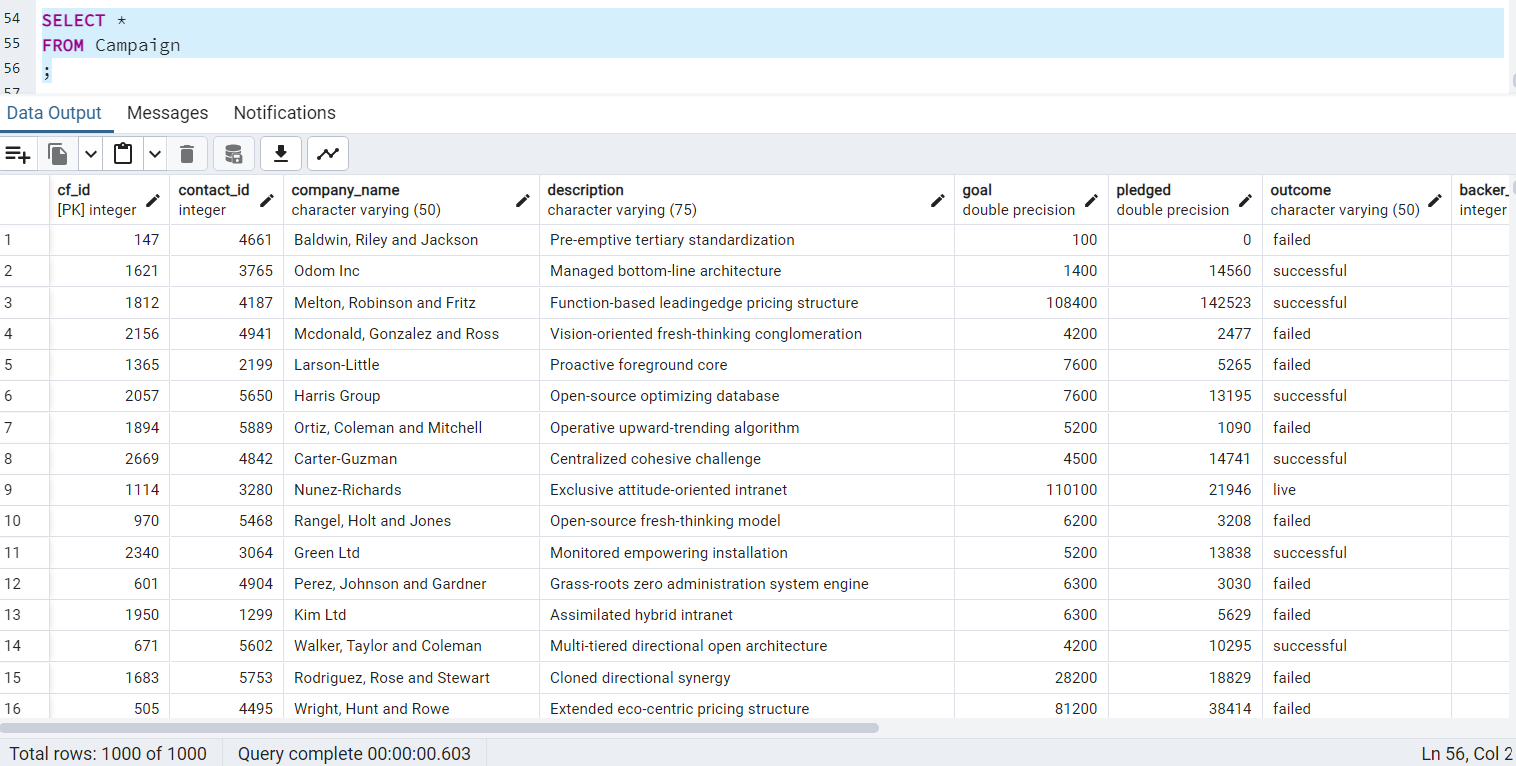 54 SELECT *
55 FROM Campaign
56 ;
57
Data Output Messages Notifications
cf_id contact_id company_name description goal pledged outcome backer_
[PK] integer integer character varying (50) character varying (75) double precision double precision character varying (50) integer
1 147 4661 Baldwin, Riley and Jackson Pre-emptive tertiary standardization 100 0 failed
2 1621 3765 Odom Inc Managed bottom-line architecture 1400 14560 successful
3 1812 4187 Melton, Robinson and Fritz Function-based leadingedge pricing structure 108400 142523 successful
4 2156 4941 Mcdonald, Gonzalez and Ross Vision-oriented fresh-thinking conglomeration 4200 2477 failed
5 1365 2199 Larson-Little Proactive foreground core 7600 5265 failed
6 2057 5650 Harris Group Open-source optimizing database 7600 13195 successful
7 1894 5889 Ortiz, Coleman and Mitchell Operative upward-trending algorithm 5200 1090 failed
8 2669 4842 Carter-Guzman Centralized cohesive challenge 4500 14741 successful
9 1114 3280 Nunez-Richards Exclusive attitude-oriented intranet 110100 21946 live
10 970 5468 Rangel, Holt and Jones Open-source fresh-thinking model 6200 3208 failed
11 2340 3064 Green Ltd Monitored empowering installation 5200 13838 successful
12 601 4904 Perez, Johnson and Gardner Grass-roots zero administration system engine 6300 3030 failed
13 1950 1299 Kim Ltd Assimilated hybrid intranet 6300 5629 failed
14 671 5602 Walker, Taylor and Coleman Multi-tiered directional open architecture 4200 10295 successful
15 1683 5753 Rodriguez, Rose and Stewart Cloned directional synergy 28200 18829 failed
16 505 4495 Wright, Hunt and Rowe Extended eco-centric pricing structure 81200 38414 failed
Total rows: 1000 of 1000 Query complete 00:00:00.603 Ln 56, Col 2